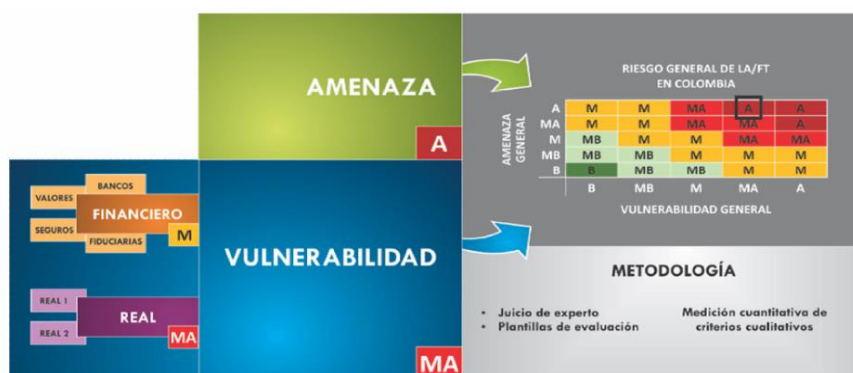 AMENAZA
A
BANCOS
VALORES
FINANCIERO
SEGUROS
M
FIDUCIARIAS
REAL 1
REAL
REAL 2
MA
VULNERABILIDAD
MA
RIESGO GENERAL DE LA/FT
EN COLOMBIA
AMENAZA
GENERAL
A M M MA A A
MA M M MA MA A
M MB M M MA MA
MB MB MB M M M
B B MB MB M M
B MB M MA A
VULNERABILIDAD GENERAL
METODOLOGÍA
• Juicio de experto
• Plantillas de evaluación
Medición cuantitativa de
criterios cualitativos